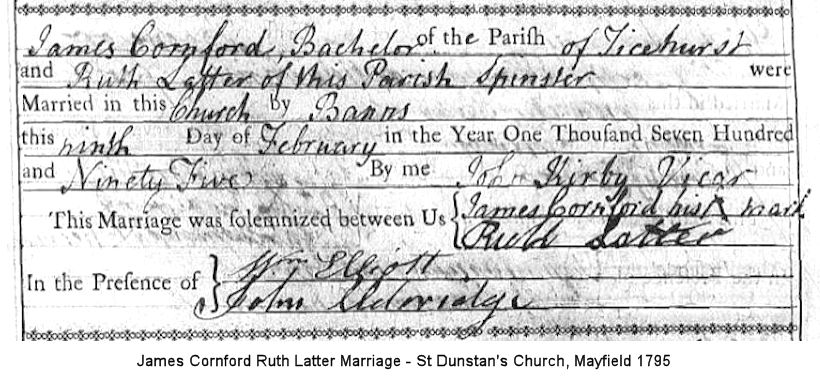 James Cornford, Bachelor of the Pariſh of Ticehurst
and Ruth Latter of this Parish Spinster were
Married in this Church by Banns
this ninth Day of February in the Year One Thouſand Seven Hundred
and Ninety Five By me John Kirby Vicar
This Marriage was ſolemnized between Us { James Cornford his X mark
Ruth Latter
In the Preſence of } Wm Elliott
John Aldridge
James Cornford Ruth Latter Marriage - St Dunstan's Church, Mayfield 1795